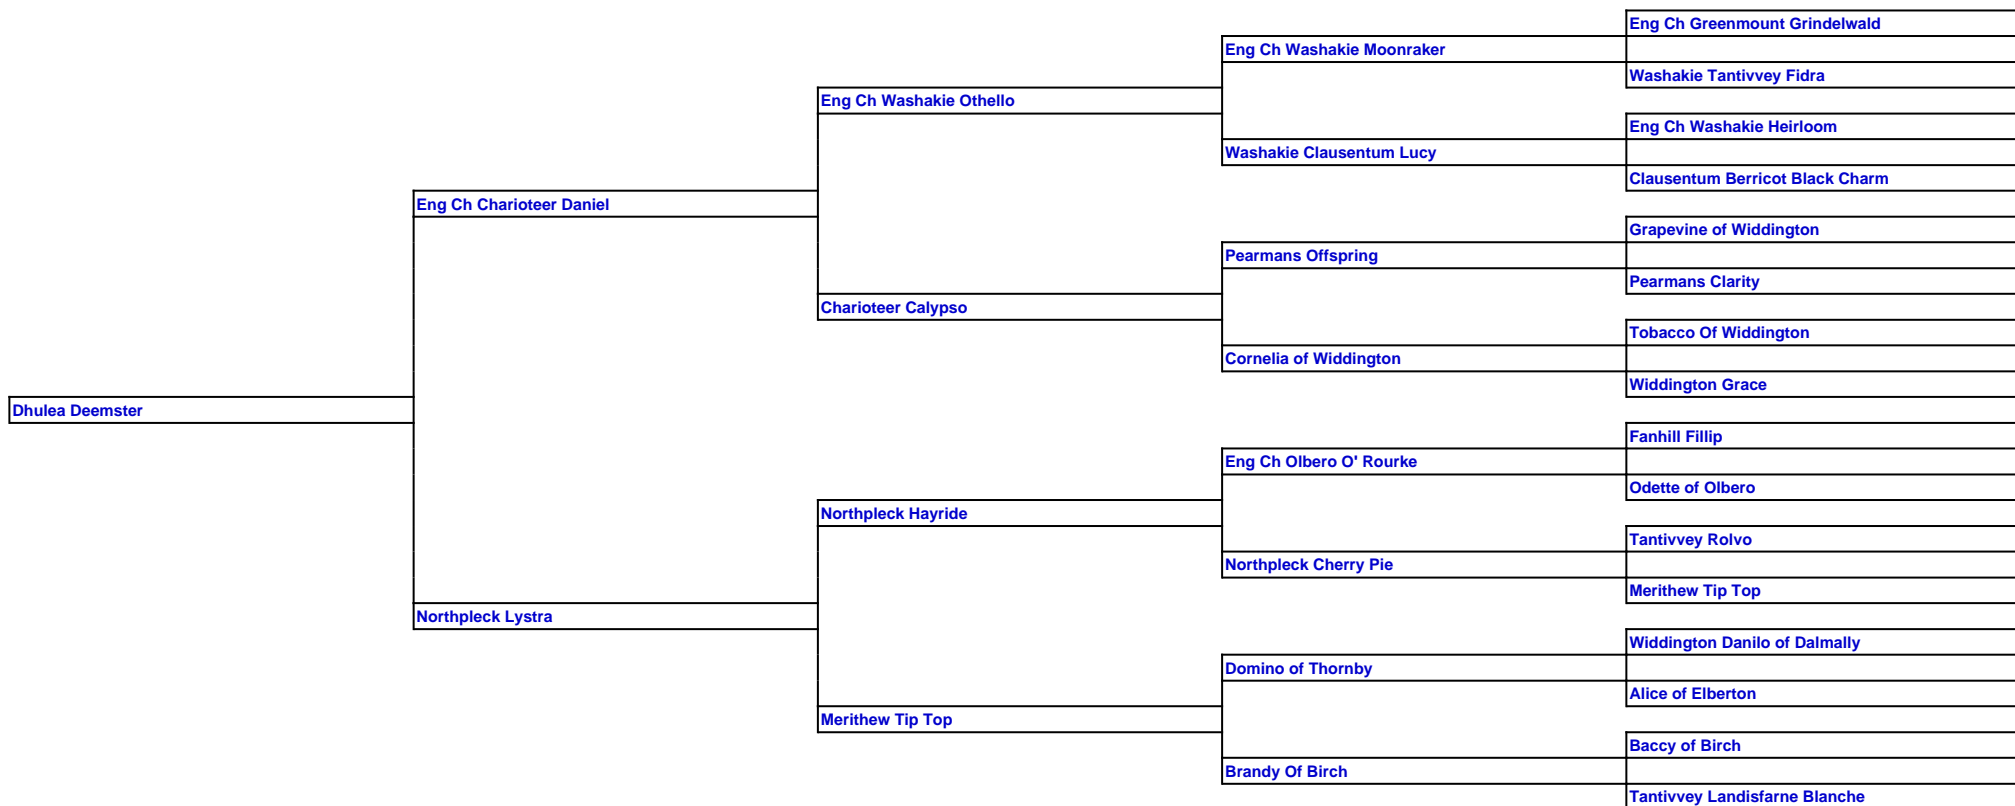 Eng Ch Greenmount Grindelwald
Eng Ch Washakie Moonraker
Washakie Tantivvey Fidra
Eng Ch Washakie Othello
Eng Ch Washakie Heirloom
Washakie Clausentum Lucy
Clausentum Berricot Black Charm
Eng Ch Charioteer Daniel
Grapevine of Widdington
Pearmans Offspring
Pearmans Clarity
Charioteer Calypso
Tobacco Of Widdington
Cornelia of Widdington
Widdington Grace
Dhulea Deemster
Fanhill Fillip
Eng Ch Olbero O' Rourke
Odette of Olbero
Northpleck Hayride
Tantivvey Rolvo
Northpleck Cherry Pie
Merithew Tip Top
Northpleck Lystra
Widdington Danilo of Dalmally
Domino of Thornby
Alice of Elberton
Merithew Tip Top
Baccy of Birch
Brandy Of Birch
Tantivvey Landisfarne Blanche